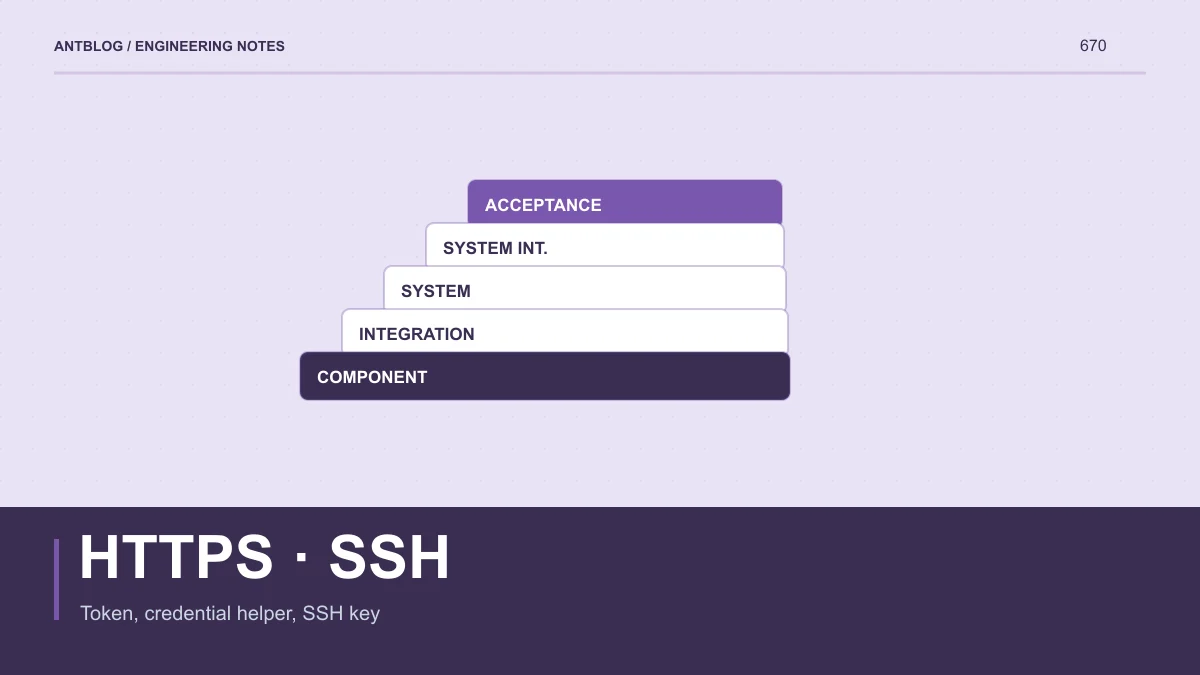 ANTBLOG / ENGINEERING NOTES
670
ACCEPTANCE
SYSTEM INT.
SYSTEM
INTEGRATION
COMPONENT
HTTPS · SSH
Token, credential helper, SSH key